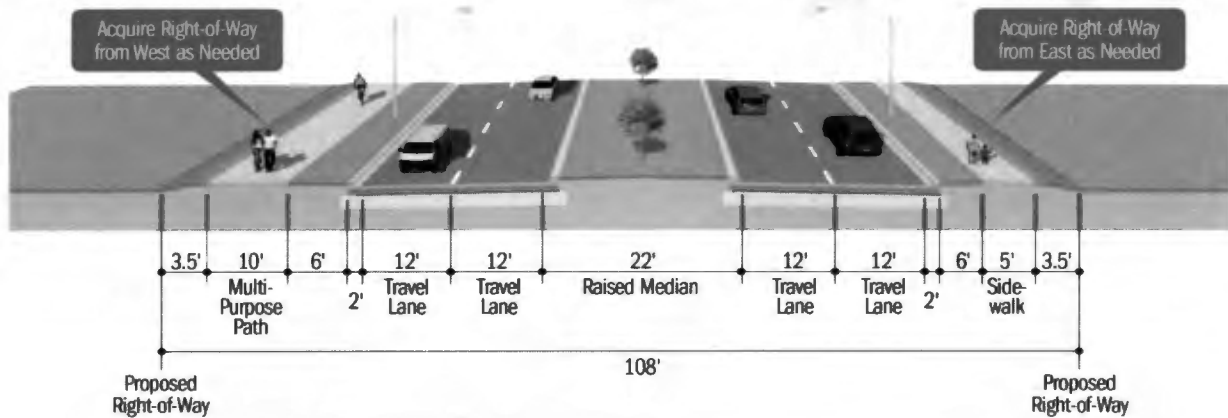 Acquire Right-of-Way
from West as Needed
Acquire Right-of-Way
from East as Needed
3.5'
10'
6'
2'
12'
12'
22'
12'
12'
2'
6'
5'
3.5'
Multi-
Purpose
Path
Travel
Lane
Travel
Lane
Raised Median
Travel
Lane
Travel
Lane
Side-
walk
108'
Proposed
Right-of-Way
Proposed
Right-of-Way